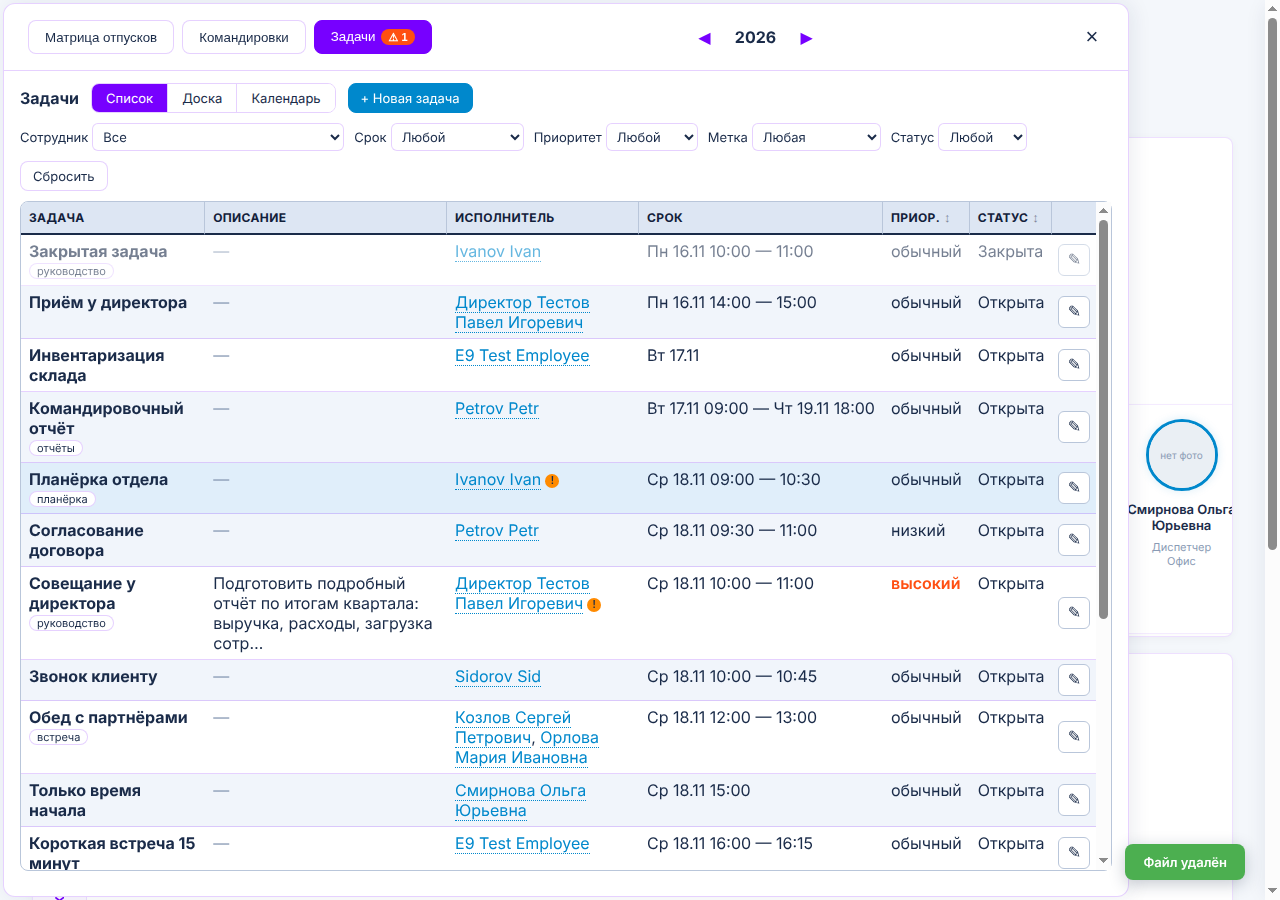 Матрица отпусков Командировки Задачи ⚠ 1 ◀ 2026 ▶ ×
Задачи Список Доска Календарь + Новая задача
Сотрудник Все Срок Любой Приоритет Любой Метка Любая Статус Любой
Сбросить
ЗАДАЧА ОПИСАНИЕ ИСПОЛНИТЕЛЬ СРОК ПРИОР. ↕ СТАТУС ↕
Закрытая задача — Ivanov Ivan Пн 16.11 10:00 — 11:00 обычный Закрыта ✎
руководство
Приём у директора — Директор Тестов Пн 16.11 14:00 — 15:00 обычный Открыта ✎
Павел Игоревич
Инвентаризация — E9 Test Employee Вт 17.11 обычный Открыта ✎
склада
Командировочный — Petrov Petr Вт 17.11 09:00 — Чт 19.11 18:00 обычный Открыта ✎
отчёт
отчёты
Планёрка отдела — Ivanov Ivan ! Ср 18.11 09:00 — 10:30 обычный Открыта ✎
планёрка
Согласование — Petrov Petr Ср 18.11 09:30 — 11:00 низкий Открыта ✎
договора
Совещание у Подготовить подробный Директор Тестов Ср 18.11 10:00 — 11:00 высокий Открыта ✎
директора отчёт по итогам квартала: Павел Игоревич !
руководство выручка, расходы, загрузка
сотр...
Звонок клиенту — Sidorov Sid Ср 18.11 10:00 — 10:45 обычный Открыта ✎
Обед с партнёрами — Козлов Сергей Ср 18.11 12:00 — 13:00 обычный Открыта ✎
встреча Петрович, Орлова
Мария Ивановна
Только время — Смирнова Ольга Ср 18.11 15:00 обычный Открыта ✎
начала Юрьевна
Короткая встреча 15 — E9 Test Employee Ср 18.11 16:00 — 16:15 обычный Открыта ✎
минут
нет фото
Смирнова Ольга
Юрьевна
Диспетчер
Офис
Файл удалён